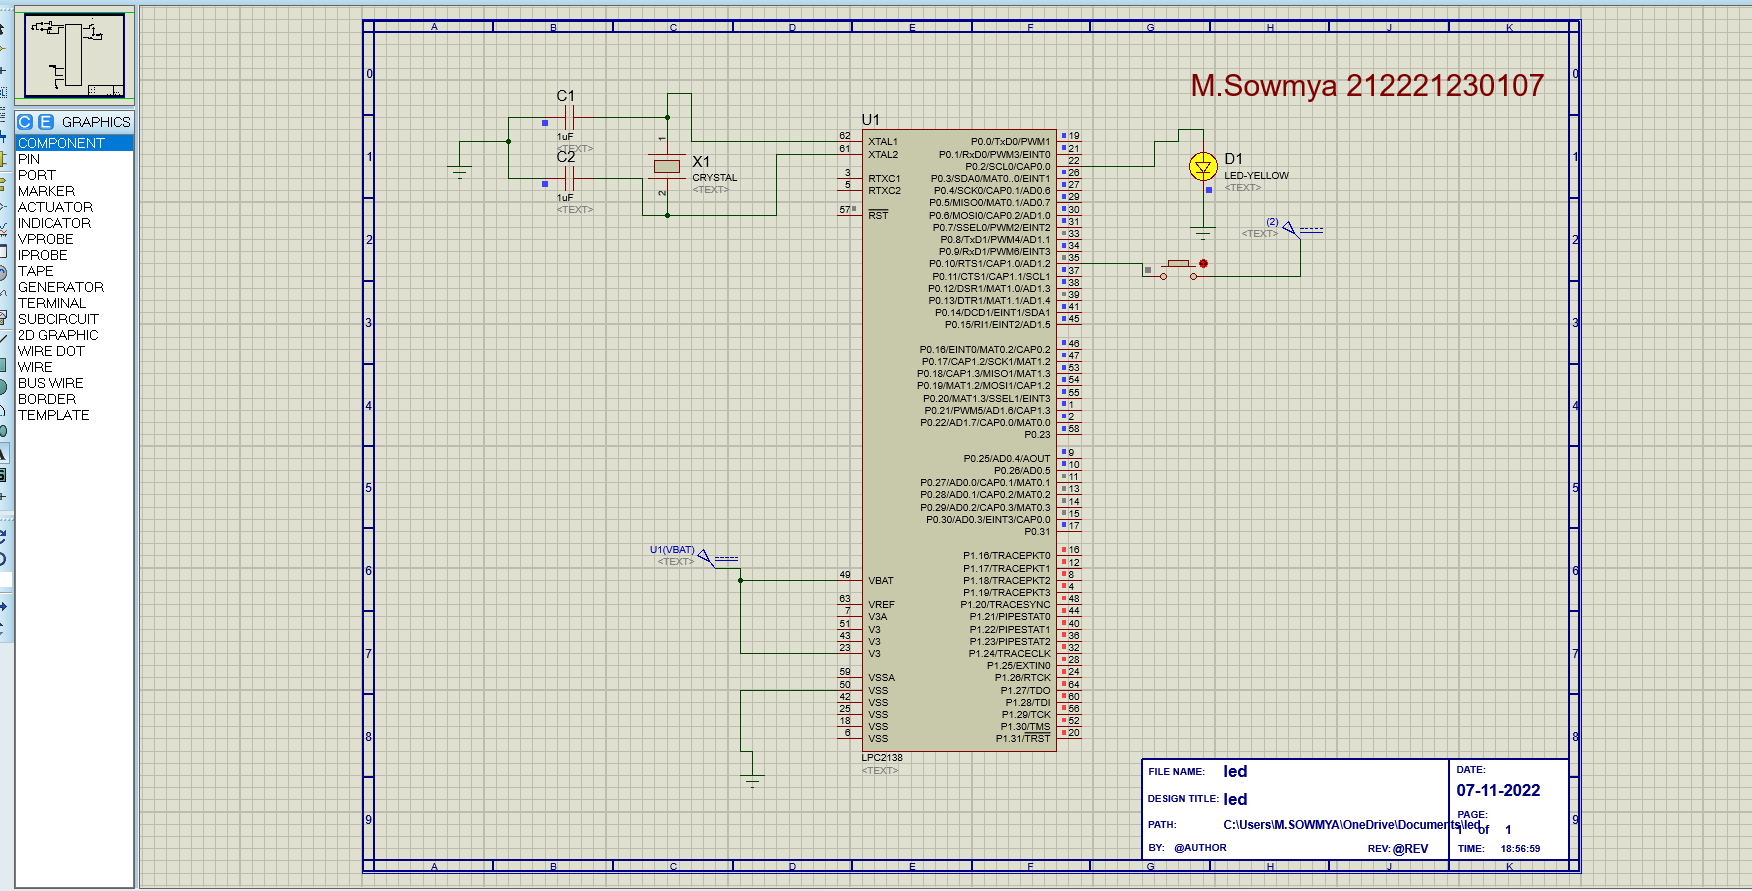 C E GRAPHICS
COMPONENT
PIN
PORT
MARKER
ACTUATOR
INDICATOR
VPROBE
IPROBE
TAPE
GENERATOR
TERMINAL
SUBCIRCUIT
2D GRAPHIC
WIRE DOT
WIRE
BUS WIRE
BORDER
TEMPLATE
A B C D E F G H J K
0 0
1 1
2 2
3 3
4 4
5 5
6 6
7 7
8 8
9 9
M.Sowmya 212221230107
C1
1uF
<TEXT>
C2
1uF
<TEXT>
1
X1
CRYSTAL
<TEXT>
2
U1
62 XTAL1
61 XTAL2
3 RTXC1
5 RTXC2
57 RST
P0.0/TxD0/PWM1 19
P0.1/RxD0/PWM3/EINT0 21
P0.2/SCL0/CAP0.0 22
P0.3/SDA0/MAT0..0/EINT1 26
P0.4/SCK0/CAP0.1/AD0.6 27
P0.5/MISO0/MAT0.1/AD0.7 29
P0.6/MOSI0/CAP0.2/AD1.0 30
P0.7/SSEL0/PWM2/EINT2 31
P0.8/TxD1/PWM4/AD1.1 33
P0.9/RxD1/PWM6/EINT3 34
P0.10/RTS1/CAP1.0/AD1.2 35
P0.11/CTS1/CAP1.1/SCL1 37
P0.12/DSR1/MAT1.0/AD1.3 38
P0.13/DTR1/MAT1.1/AD1.4 39
P0.14/DCD1/EINT1/SDA1 41
P0.15/RI1/EINT2/AD1.5 45
P0.16/EINT0/MAT0.2/CAP0.2 46
P0.17/CAP1.2/SCK1/MAT1.2 47
P0.18/CAP1.3/MISO1/MAT1.3 53
P0.19/MAT1.2/MOSI1/CAP1.2 54
P0.20/MAT1.3/SSEL1/EINT3 55
P0.21/PWM5/AD1.6/CAP1.3 1
P0.22/AD1.7/CAP0.0/MAT0.0 2
P0.23 58
P0.25/AD0.4/AOUT 9
P0.26/AD0.5 10
P0.27/AD0.0/CAP0.1/MAT0.1 11
P0.28/AD0.1/CAP0.2/MAT0.2 13
P0.29/AD0.2/CAP0.3/MAT0.3 14
P0.30/AD0.3/EINT3/CAP0.0 15
P0.31 17
P1.16/TRACEPKT0 16
P1.17/TRACEPKT1 12
P1.18/TRACEPKT2 8
P1.19/TRACEPKT3 4
P1.20/TRACESYNC 48
P1.21/PIPESTAT0 44
P1.22/PIPESTAT1 40
P1.23/PIPESTAT2 36
P1.24/TRACECLK 32
P1.25/EXTIN0 28
P1.26/RTCK 24
P1.27/TDO 64
P1.28/TDI 60
P1.29/TCK 56
P1.30/TMS 52
P1.31/TRST 20
D1
LED-YELLOW
<TEXT>
(2)
<TEXT>
U1(VBAT)
<TEXT>
49 VBAT
63 VREF
7 V3A
51 V3
43 V3
23 V3
59 VSSA
50 VSS
42 VSS
25 VSS
18 VSS
6 VSS
LPC2138
<TEXT>
FILE NAME: led
DESIGN TITLE: led
PATH: C:\Users\M.SOWMYA\OneDrive\Documents\led
BY: @AUTHOR REV: @REV
DATE:
07-11-2022
PAGE:
1 of 1
TIME: 18:56:59
A B C D E F G H J K